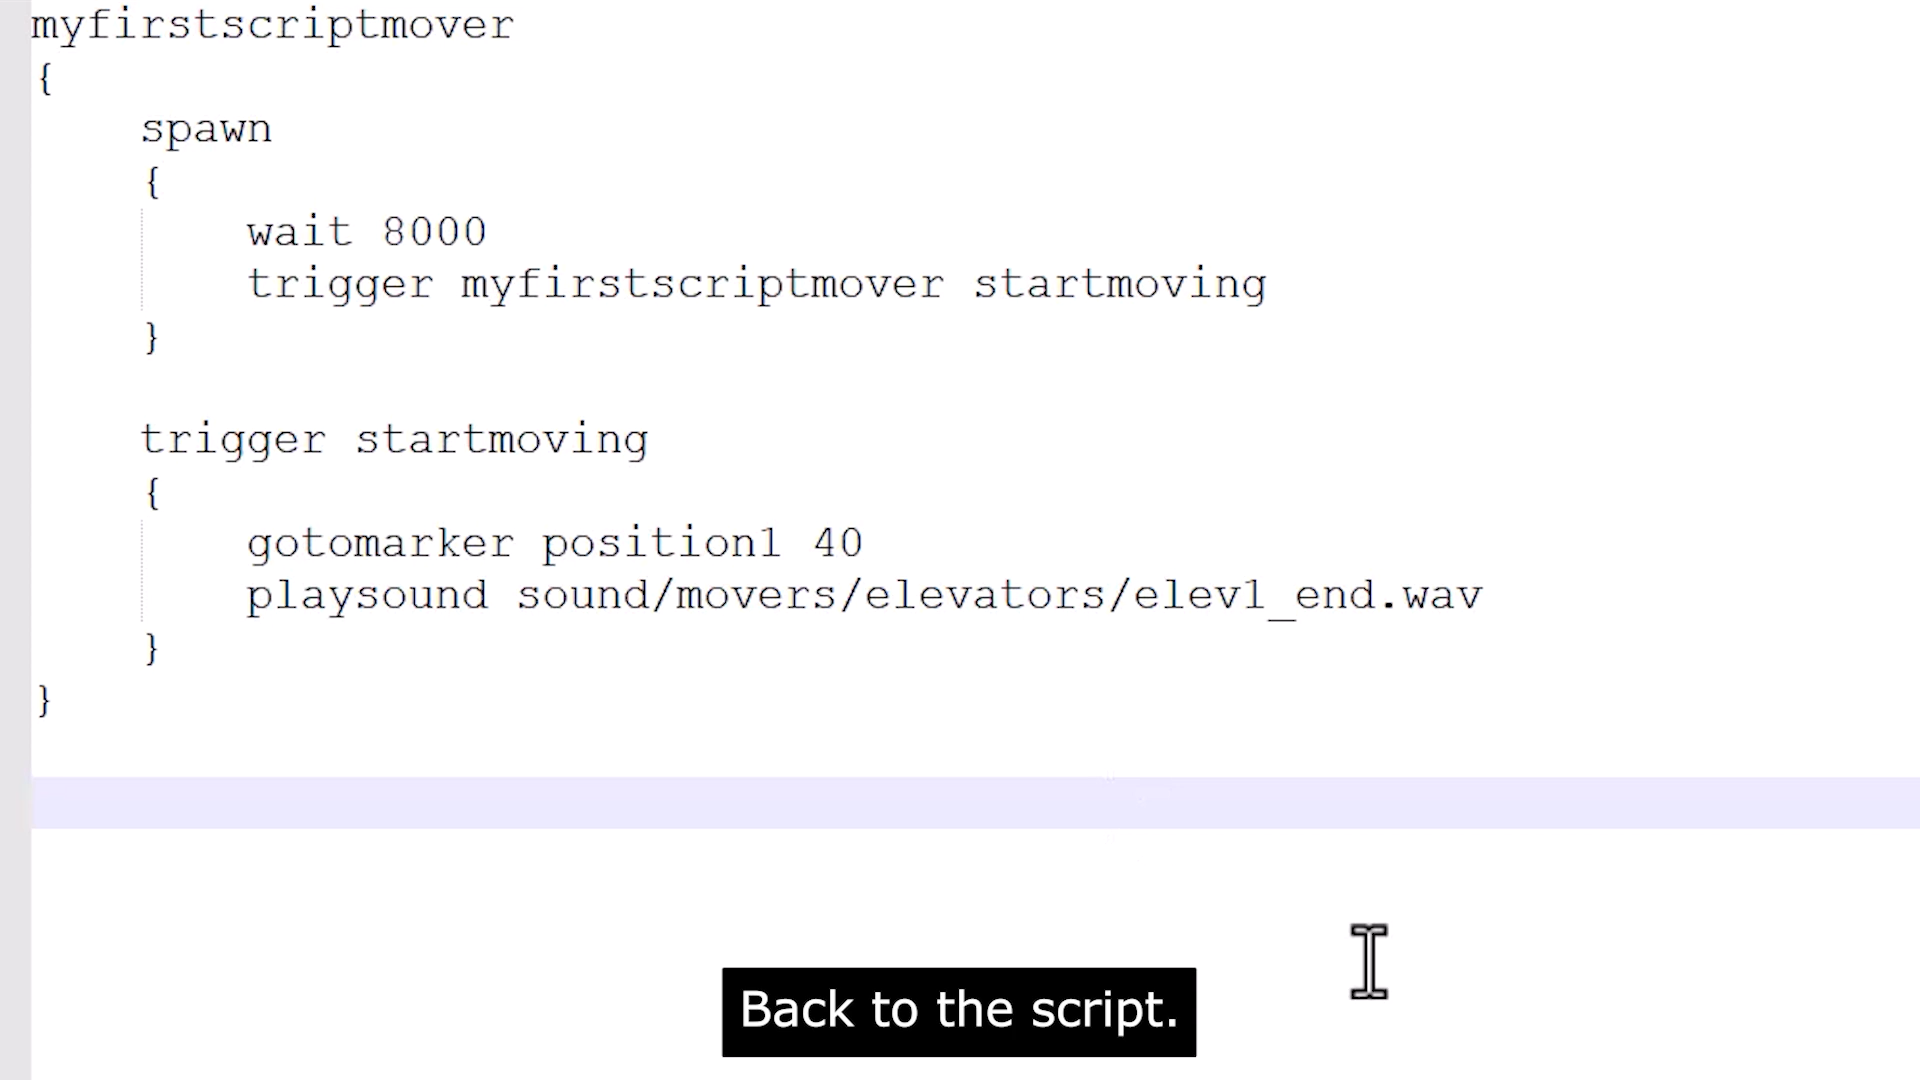 myfirstscriptmover
{
spawn
{
wait 8000
trigger myfirstscriptmover startmoving
}
trigger startmoving
{
gotomarker position1 40
playsound sound/movers/elevators/elev1_end.wav
}
}
Back to the script.